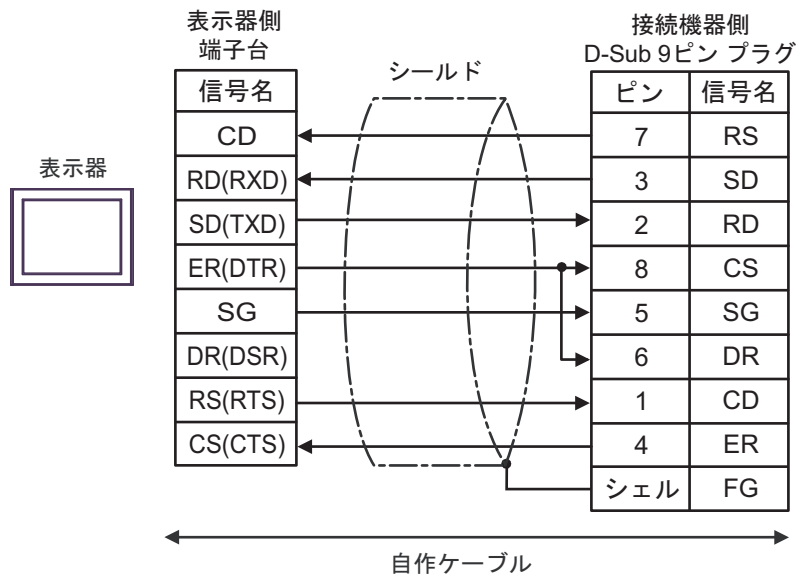 表示器側
端子台
接続機器側
D-Sub 9ピン プラグ
シールド
表示器
信号名
ピン 信号名
CD 7 RS
RD(RXD) 3 SD
SD(TXD) 2 RD
ER(DTR) 8 CS
SG 5 SG
DR(DSR) 6 DR
RS(RTS) 1 CD
CS(CTS) 4 ER
シェル FG
自作ケーブル